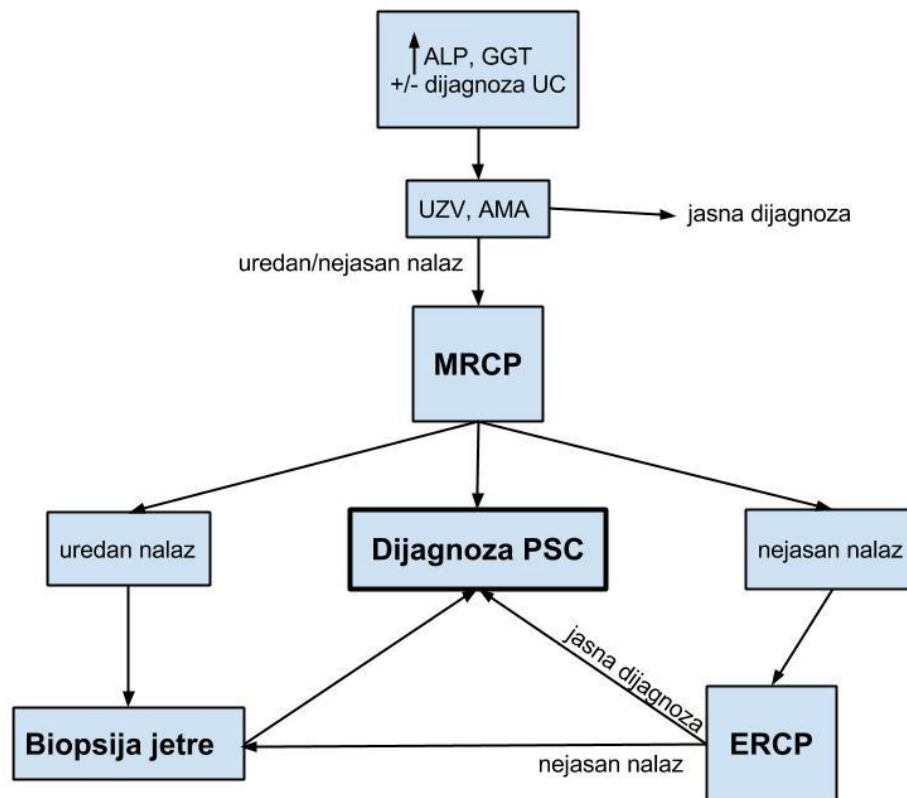 ALP, GGT
+/- dijagnoza UC
UZV, AMA
jasna dijagnoza
uredan/nejasan nalaz
MRCP
uredan nalaz
Dijagnoza PSC
nejasan nalaz
jasna dijagnoza
Biopsija jetre
ERCP
nejasan nalaz